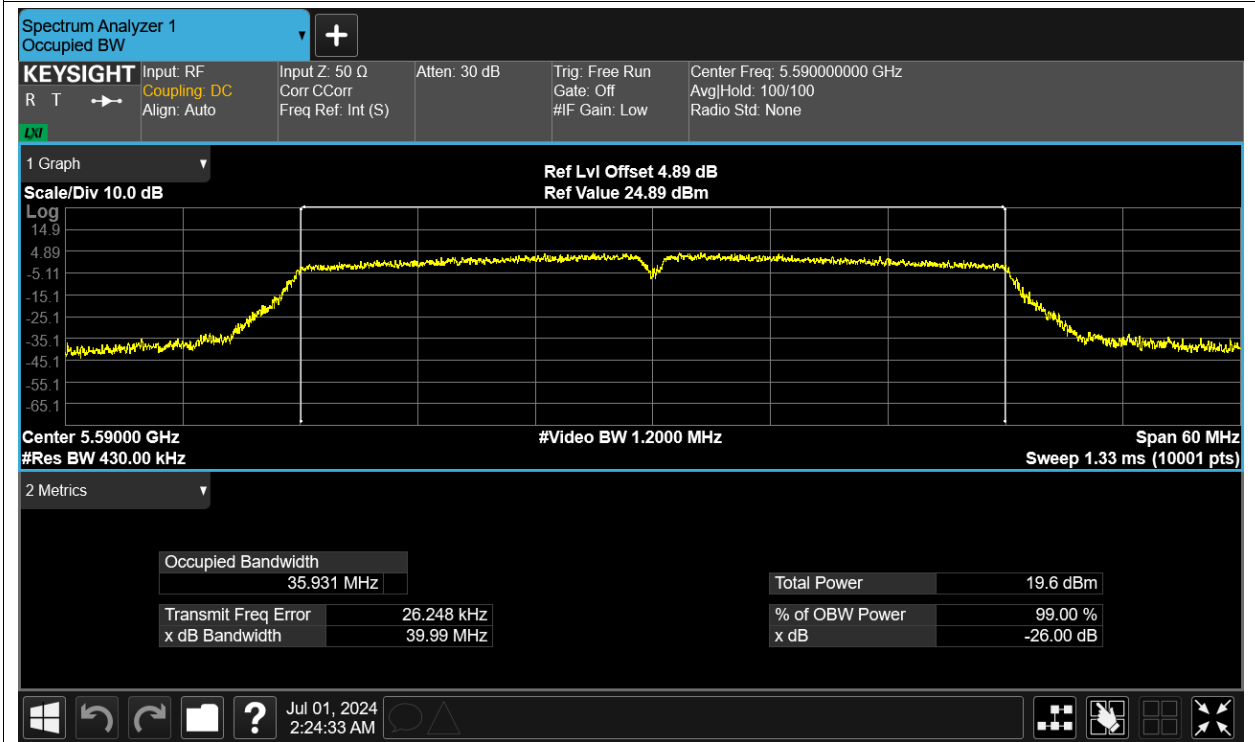 Spectrum Analyzer 1
Occupied BW
KEYSIGHT
R T
LXI
Input: RF
Coupling: DC
Align: Auto
Input Z: 50 Ω
Corr CCorr
Freq Ref: Int (S)
Atten: 30 dB
Trig: Free Run
Gate: Off
#IF Gain: Low
Center Freq: 5.590000000 GHz
Avg|Hold: 100/100
Radio Std: None
1 Graph
Ref Lvl Offset 4.89 dB
Scale/Div 10.0 dB
Ref Value 24.89 dBm
Log
14.9
4.89
-5.11
-15.1
-25.1
-35.1
-45.1
-55.1
-65.1
Center 5.59000 GHz
#Video BW 1.2000 MHz
Span 60 MHz
#Res BW 430.00 kHz
Sweep 1.33 ms (10001 pts)
2 Metrics
Occupied Bandwidth
35.931 MHz
Total Power 19.6 dBm
Transmit Freq Error 26.248 kHz
% of OBW Power 99.00 %
x dB Bandwidth 39.99 MHz
x dB -26.00 dB
?
Jul 01, 2024
2:24:33 AM